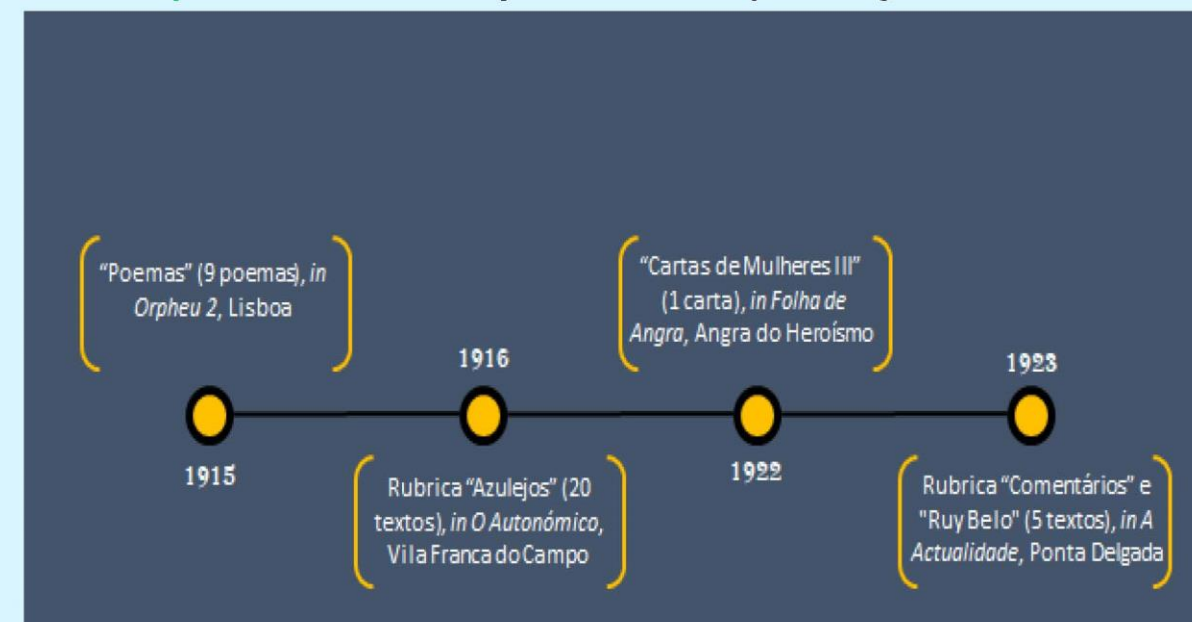 “Poemas” (9 poemas), in
Orpheu 2, Lisboa
1915
1916
Rubrica “Azulejos” (20
textos), in O Autonómico,
Vila Franca do Campo
“Cartas de Mulheres III”
(1 carta), in Folha de
Angra, Angra do Heroísmo
1922
1923
Rubrica “Comentários” e
"Ruy Belo" (5 textos), in A
Actualidade, Ponta Delgada